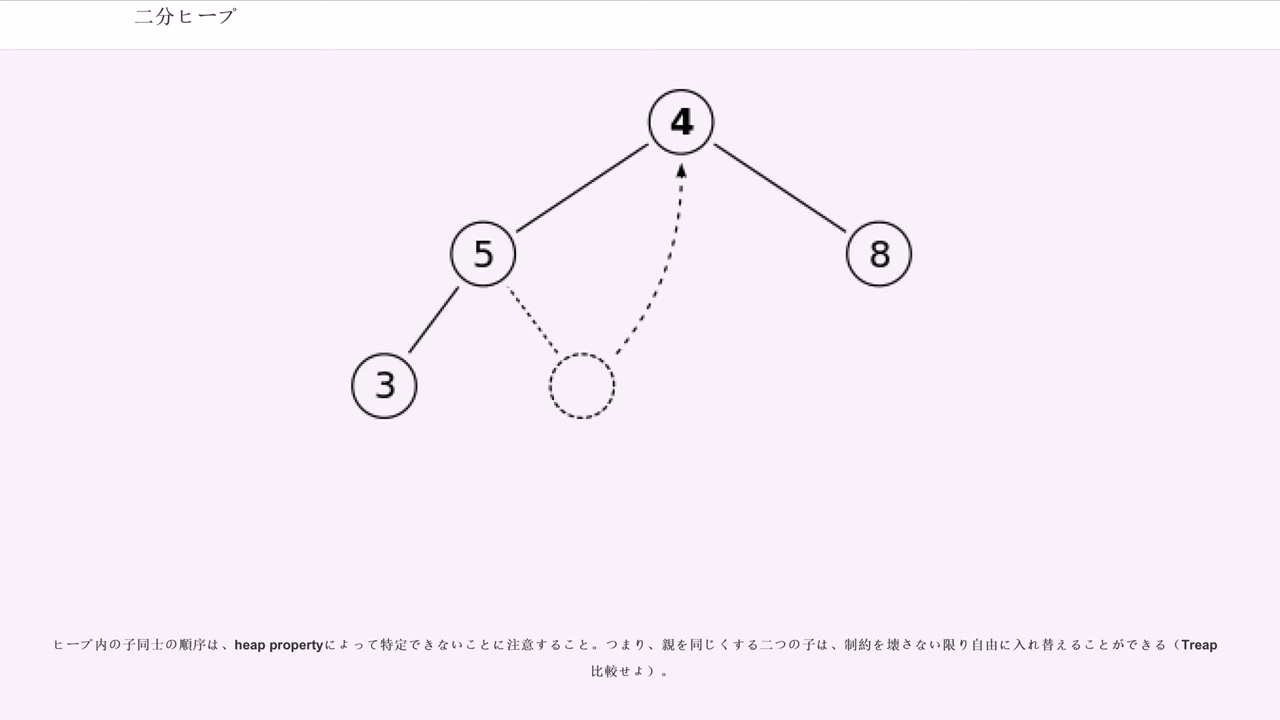 二分ヒープ
4
5
8
3
ヒープ内の子同士の順序は、heap propertyによって特定できないことに注意すること。つまり、親を同じくする二つの子は、制約を壊さない限り自由に入れ替えることができる（Treap
比較せよ）。